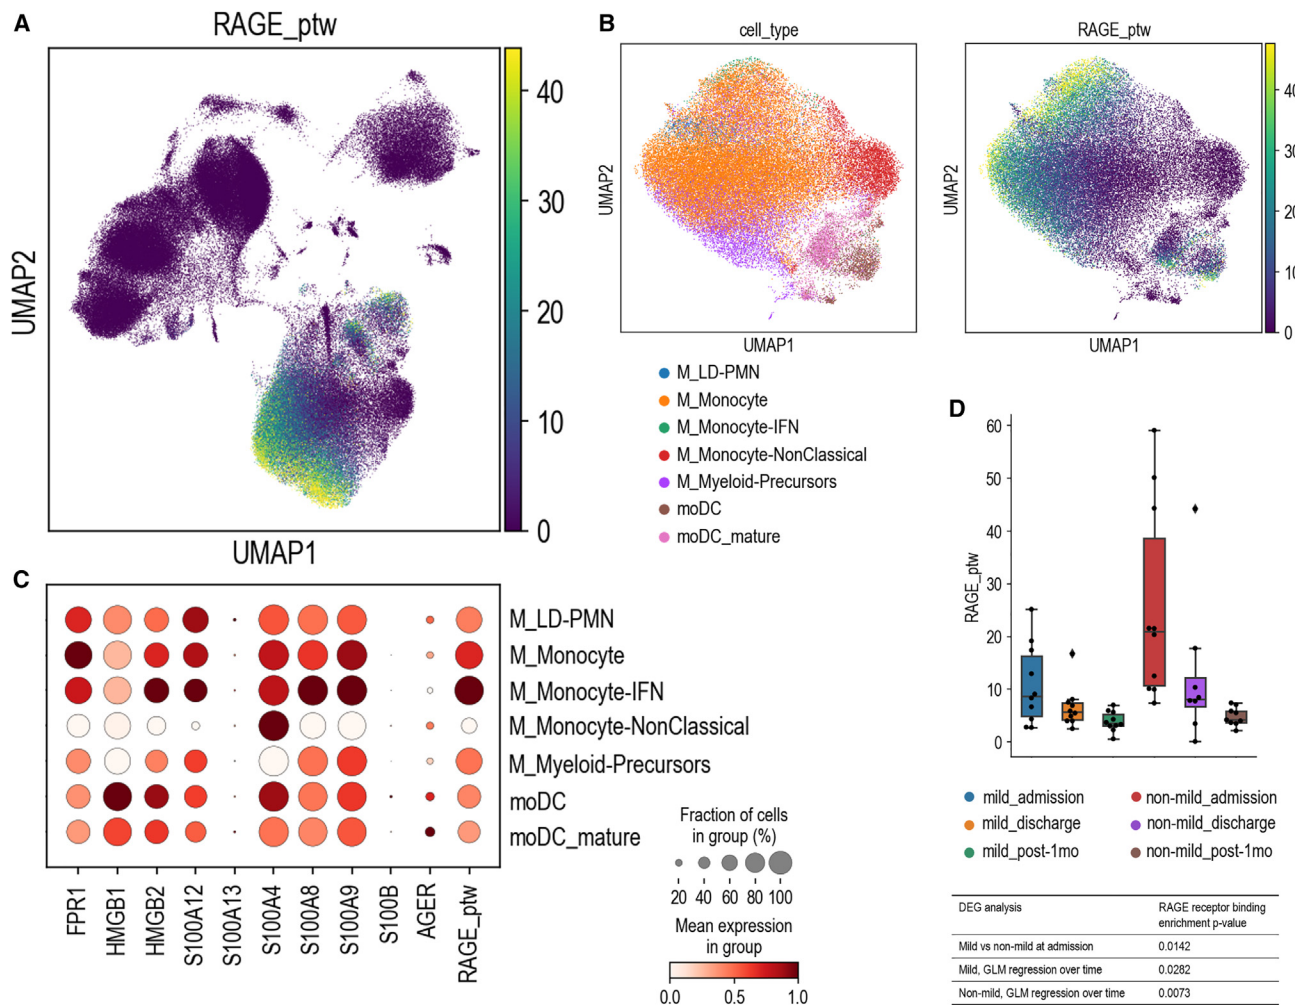 A
RAGE_ptw
40
30
20
10
0
UMAP2
UMAP1
B
cell_type
UMAP2
UMAP1
RAGE_ptw
40
30
20
10
0
UMAP2
UMAP1
M_LD-PMN
M_Monocyte
M_Monocyte-IFN
M_Monocyte-NonClassical
M_Myeloid-Precursors
moDC
moDC_mature
C
M_LD-PMN
M_Monocyte
M_Monocyte-IFN
M_Monocyte-NonClassical
M_Myeloid-Precursors
moDC
moDC_mature
FPR1
HMGB1
HMGB2
S100A12
S100A13
S100A4
S100A8
S100A9
S100B
AGER
RAGE_ptw
Fraction of cells
in group (%)
20 40 60 80 100
Mean expression
in group
0.0 0.5 1.0
D
60
50
40
30
20
10
0
RAGE_ptw
mild_admission
mild_discharge
mild_post-1mo
non-mild_admission
non-mild_discharge
non-mild_post-1mo
DEG analysis RAGE receptor binding
enrichment p-value
Mild vs non-mild at admission 0.0142
Mild, GLM regression over time 0.0282
Non-mild, GLM regression over time 0.0073